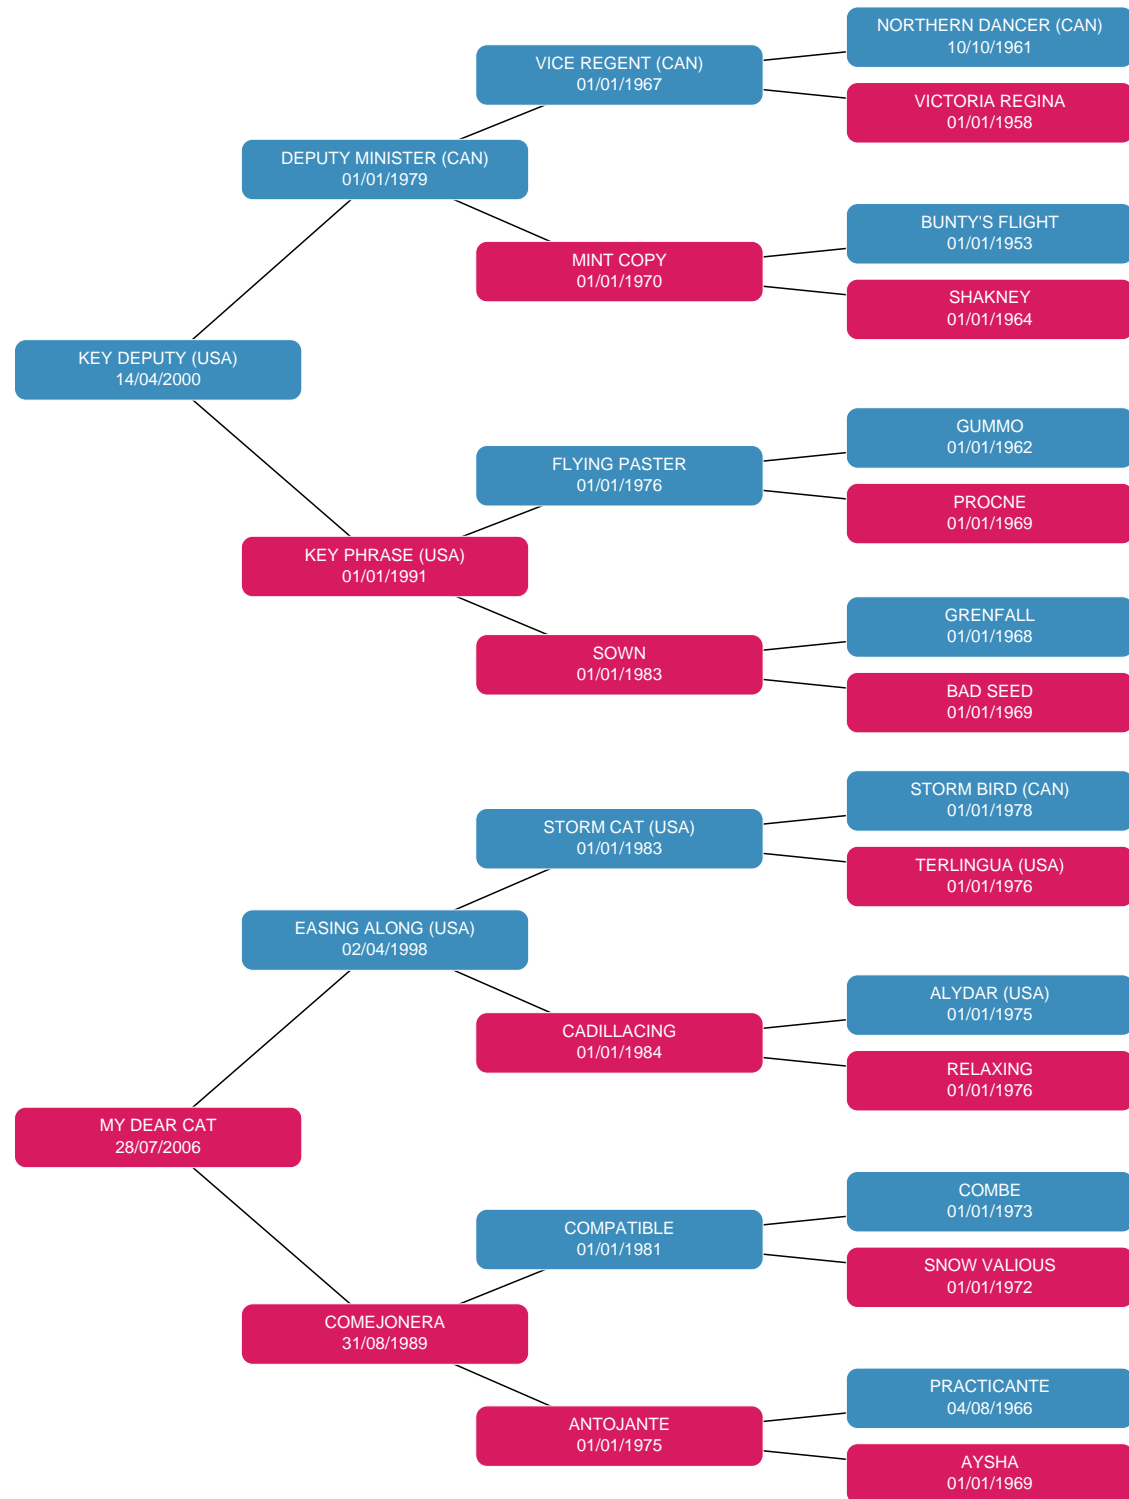 NORTHERN DANCER (CAN)
10/10/1961
VICE REGENT (CAN)
01/01/1967
VICTORIA REGINA
01/01/1958
DEPUTY MINISTER (CAN)
01/01/1979
BUNTY'S FLIGHT
01/01/1953
MINT COPY
01/01/1970
SHAKNEY
01/01/1964
KEY DEPUTY (USA)
14/04/2000
GUMMO
01/01/1962
FLYING PASTER
01/01/1976
PROCNE
01/01/1969
KEY PHRASE (USA)
01/01/1991
GRENFALL
01/01/1968
SOWN
01/01/1983
BAD SEED
01/01/1969
STORM BIRD (CAN)
01/01/1978
STORM CAT (USA)
01/01/1983
TERLINGUA (USA)
01/01/1976
EASING ALONG (USA)
02/04/1998
ALYDAR (USA)
01/01/1975
CADILLACING
01/01/1984
RELAXING
01/01/1976
MY DEAR CAT
28/07/2006
COMBE
01/01/1973
COMPATIBLE
01/01/1981
SNOW VALIOUS
01/01/1972
COMEJONERA
31/08/1989
PRACTICANTE
04/08/1966
ANTOJANTE
01/01/1975
AYSHA
01/01/1969